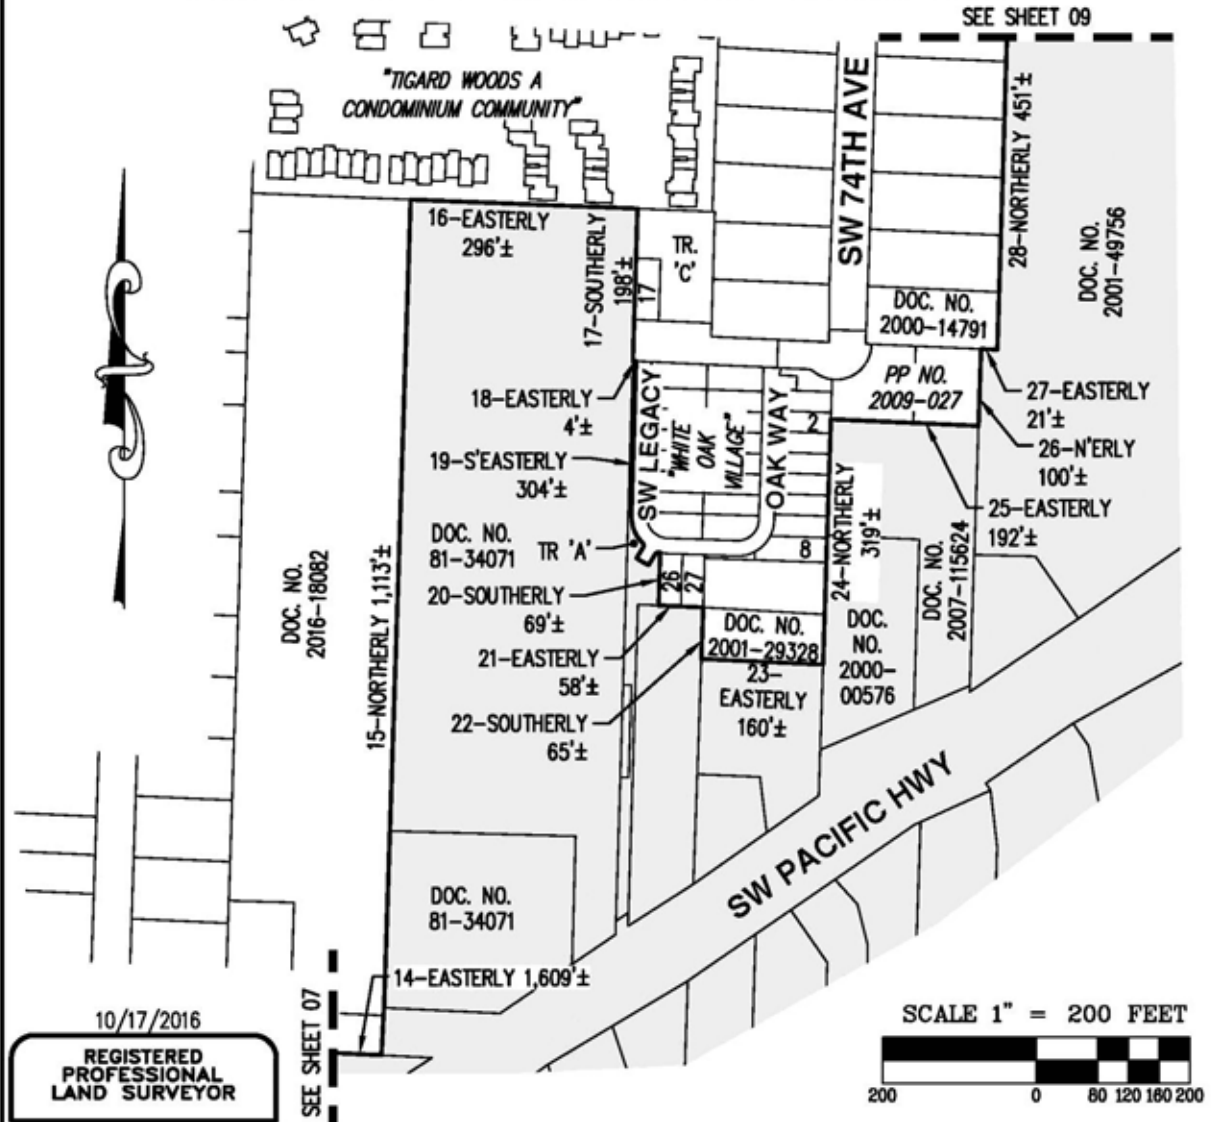 SEE SHEET 09
"TIGARD WOODS A
CONDOMINIUM COMMUNITY"
SW 74TH AVE
28-NORTHERLY 451'±
DOC. NO.
2001-49756
16-EASTERLY
296'±
17-SOUTHERLY
198'±
TR.
'C'
17
DOC. NO.
2000-14791
PP NO.
2009-027
27-EASTERLY
21'±
26-N'ERLY
100'±
25-EASTERLY
192'±
18-EASTERLY
4'±
19-S'EASTERLY
304'±
SW LEGACY
"WHITE
OAK
VILLAGE"
OAK WAY
2
8
24-NORTHERLY
319'±
DOC. NO.
81-34071
TR 'A'
20-SOUTHERLY
69'±
26
27
21-EASTERLY
58'±
22-SOUTHERLY
65'±
DOC. NO.
2001-29328
23-
EASTERLY
160'±
DOC.
NO.
2000-
00576
DOC. NO.
2007-115624
DOC. NO.
2016-18082
15-NORTHERLY 1,113'±
SW PACIFIC HWY
DOC. NO.
81-34071
14-EASTERLY 1,609'±
SEE SHEET 07
10/17/2016
REGISTERED
PROFESSIONAL
LAND SURVEYOR
SCALE 1" = 200 FEET
200 0 80 120 160 200